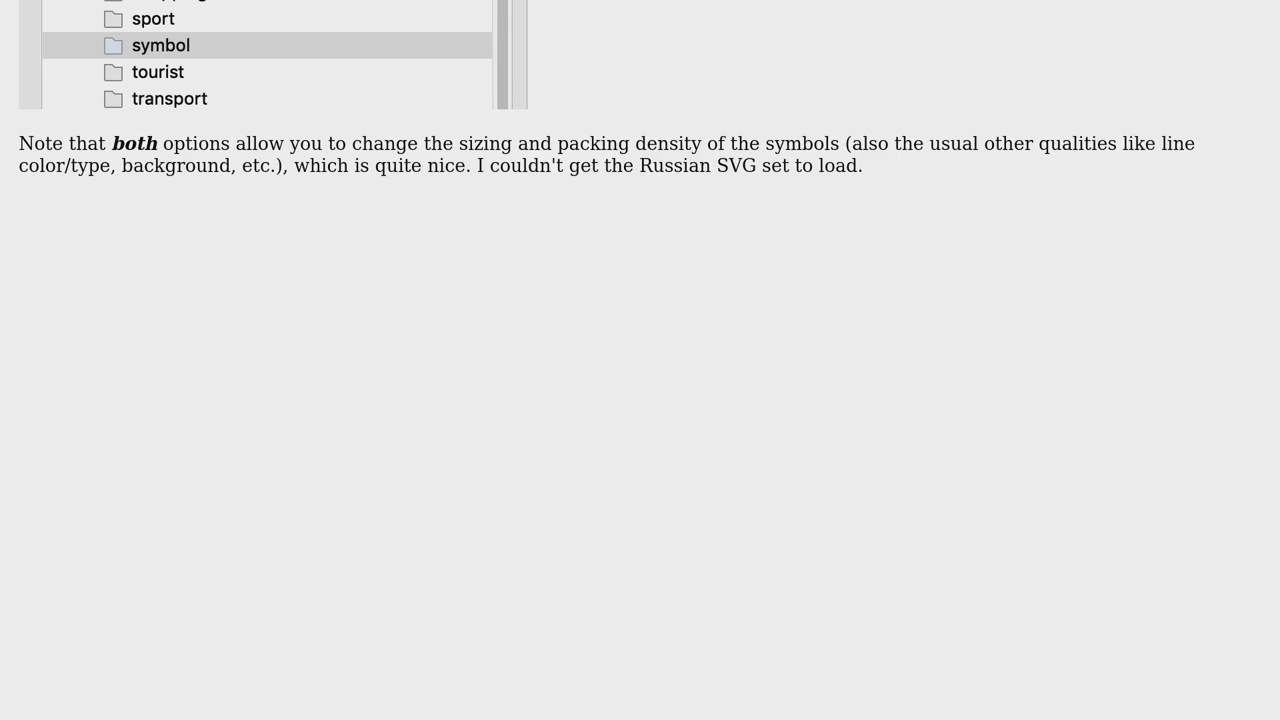 sport
symbol
tourist
transport
Note that both options allow you to change the sizing and packing density of the symbols (also the usual other qualities like line
color/type, background, etc.), which is quite nice. I couldn't get the Russian SVG set to load.